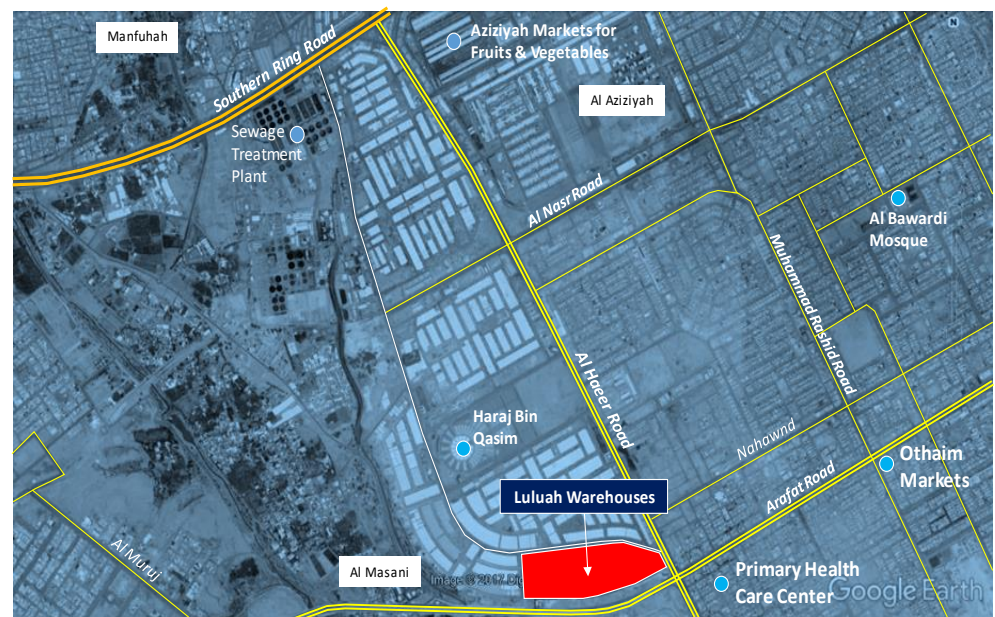 Manfuhah
Southern Ring Road
Aziziyah Markets for
Fruits & Vegetables
Al Aziziyah
Sewage
Treatment
Plant
Al Nasr Road
Al Bawardi
Mosque
Muhammad Rashid Road
Al Haeer Road
Haraj Bin
Qasim
Nahawnd
Othaim
Markets
Arafat Road
Luluah Warehouses
Al Muruj
Al Masani
Image © 2017
Primary Health
Care Center
Google Earth
N